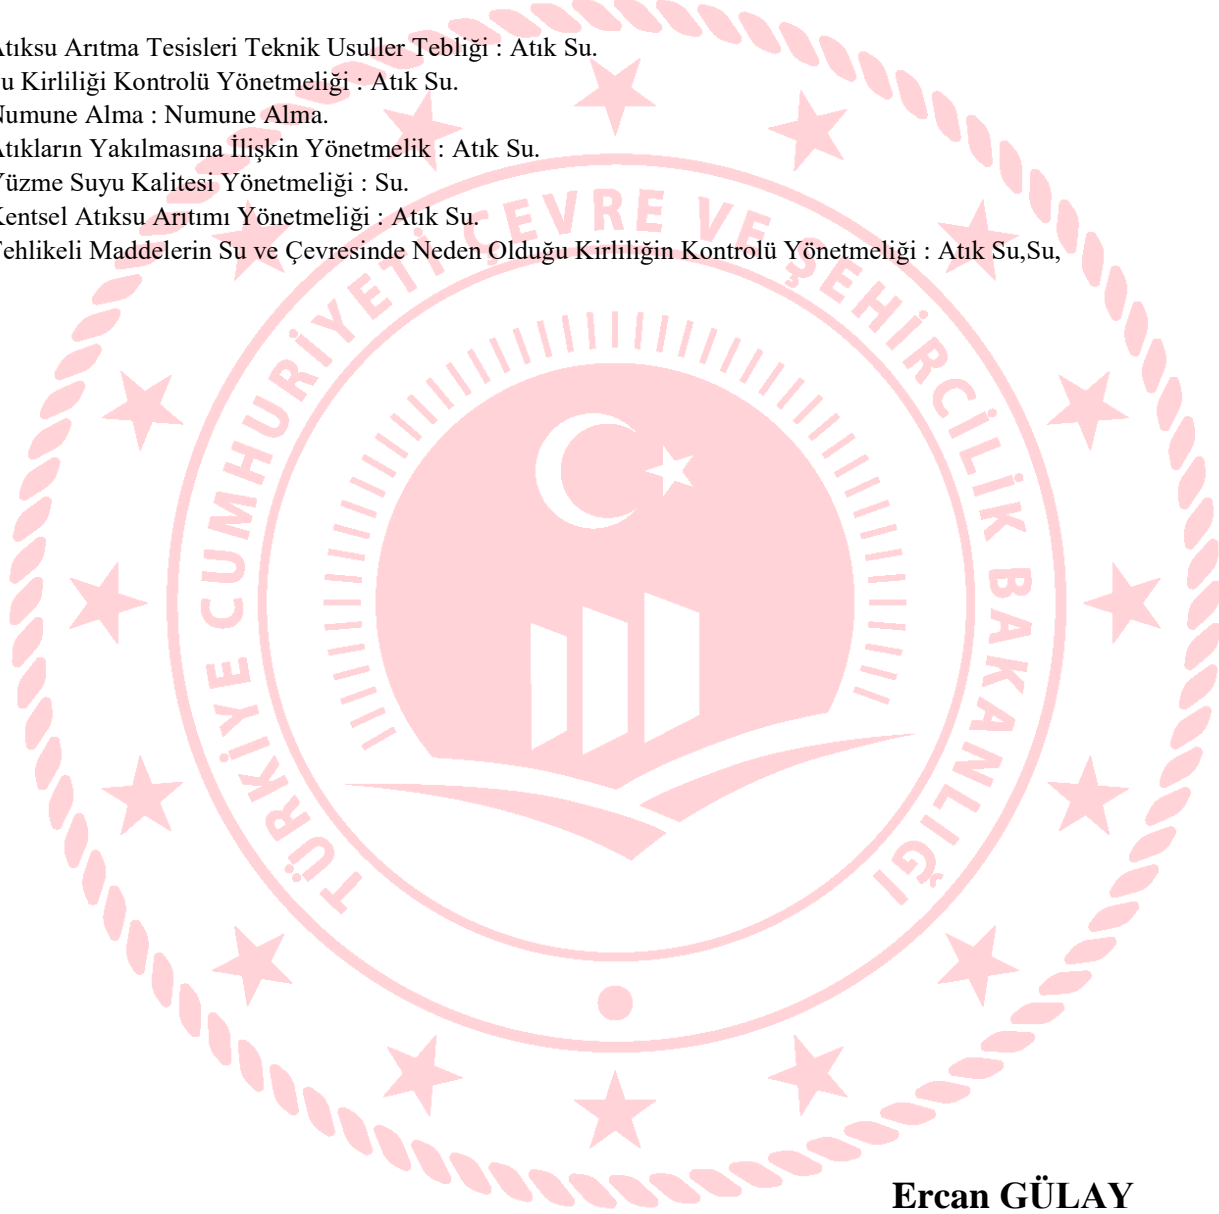 Atıksu Arıtma Tesisleri Teknik Usuller Tebliği : Atık Su.
u Kirliliği Kontrolü Yönetmeliği : Atık Su.
Numune Alma : Numune Alma.
Atıkların Yakılmasına İlişkin Yönetmelik : Atık Su.
Yüzme Suyu Kalitesi Yönetmeliği : Su.
Kentsel Atıksu Arıtımı Yönetmeliği : Atık Su.
Tehlikeli Maddelerin Su ve Çevresinde Neden Olduğu Kirliliğin Kontrolü Yönetmeliği : Atık Su,Su,
TÜRKİYE CUMHURİYETİ ÇEVRE VE ŞEHİRCİLİK BAKANLIĞI
Ercan GÜLAY